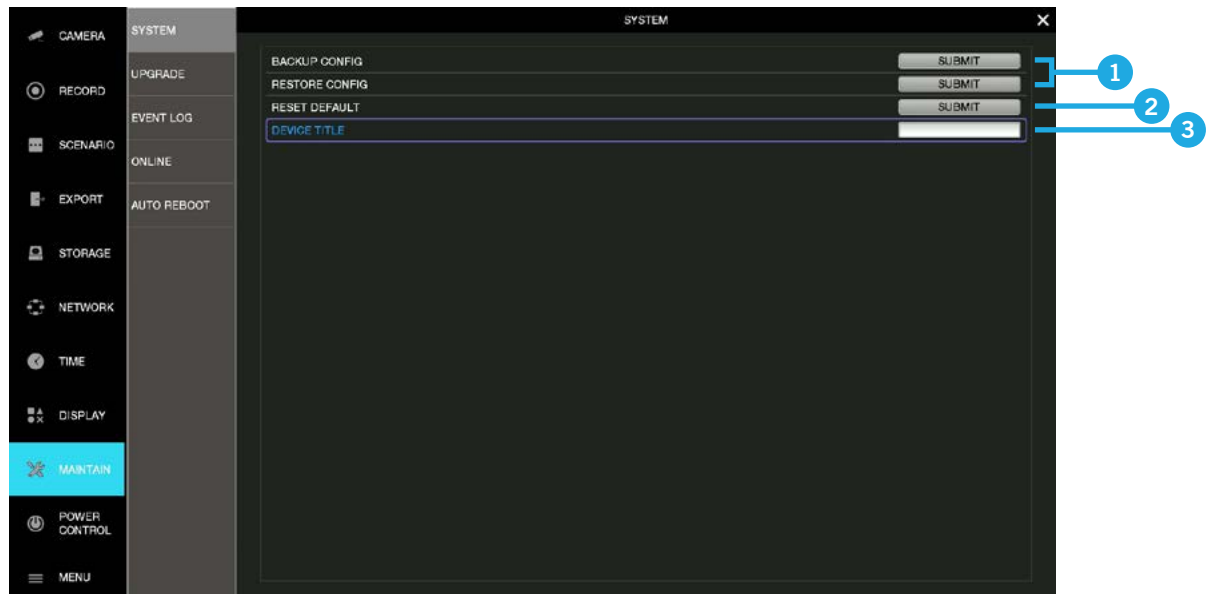 CAMERA
RECORD
SCENARIO
EXPORT
STORAGE
NETWORK
TIME
DISPLAY
MAINTAIN
POWER
CONTROL
MENU
SYSTEM
UPGRADE
EVENT LOG
ONLINE
AUTO REBOOT
SYSTEM
BACKUP CONFIG SUBMIT
RESTORE CONFIG SUBMIT
RESET DEFAULT SUBMIT
DEVICE TITLE
1
2
3